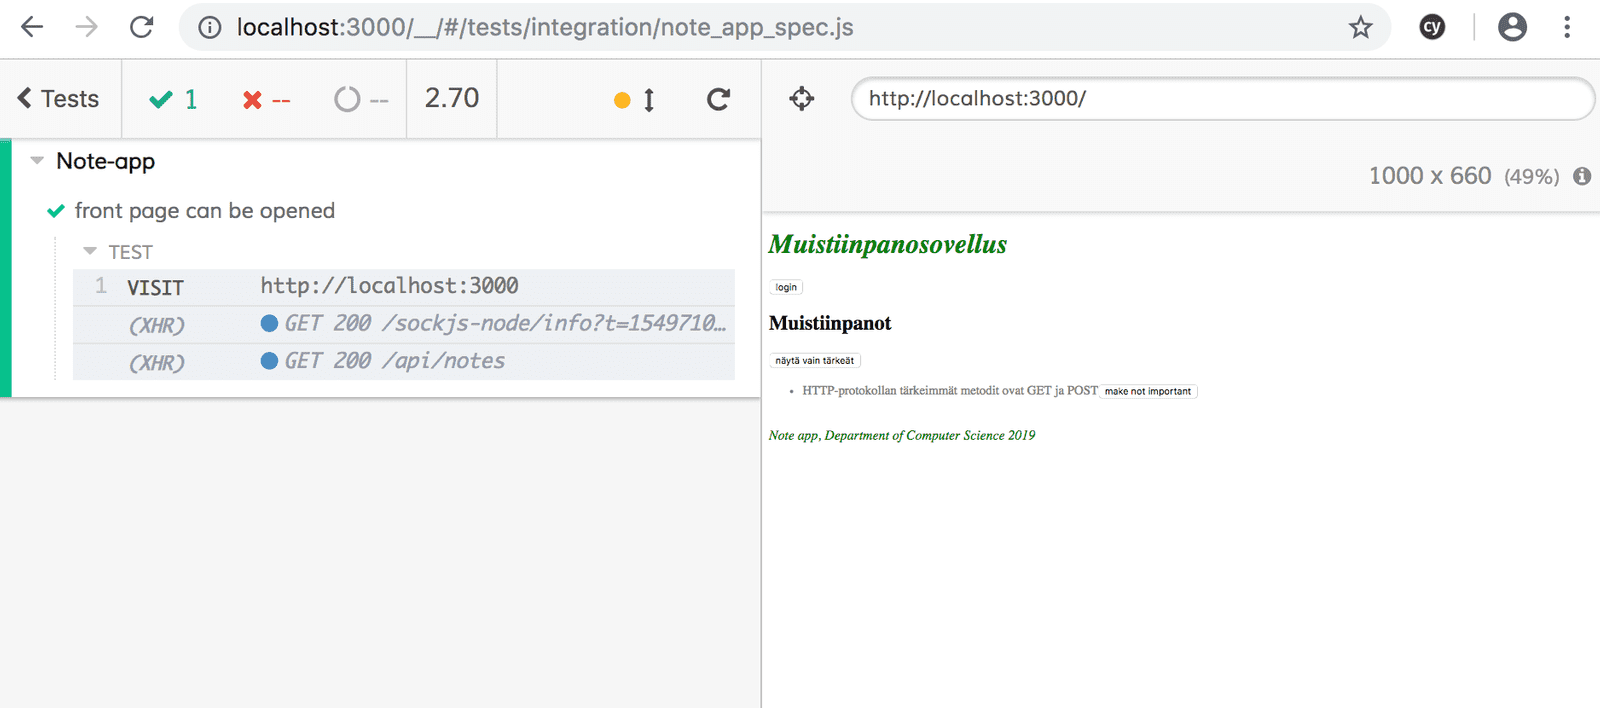 localhost:3000/__/#/tests/integration/note_app_spec.js
cy
Tests
1
--
--
2.70
http://localhost:3000/
1000 x 660 (49%)
Note-app
front page can be opened
TEST
1 VISIT http://localhost:3000
(XHR) GET 200 /sockjs-node/info?t=1549710…
(XHR) GET 200 /api/notes
Muistiinpanosovellus
login
Muistiinpanot
näytä vain tärkeät
HTTP-protokollan tärkeimmät metodit ovat GET ja POST make not important
Note app, Department of Computer Science 2019